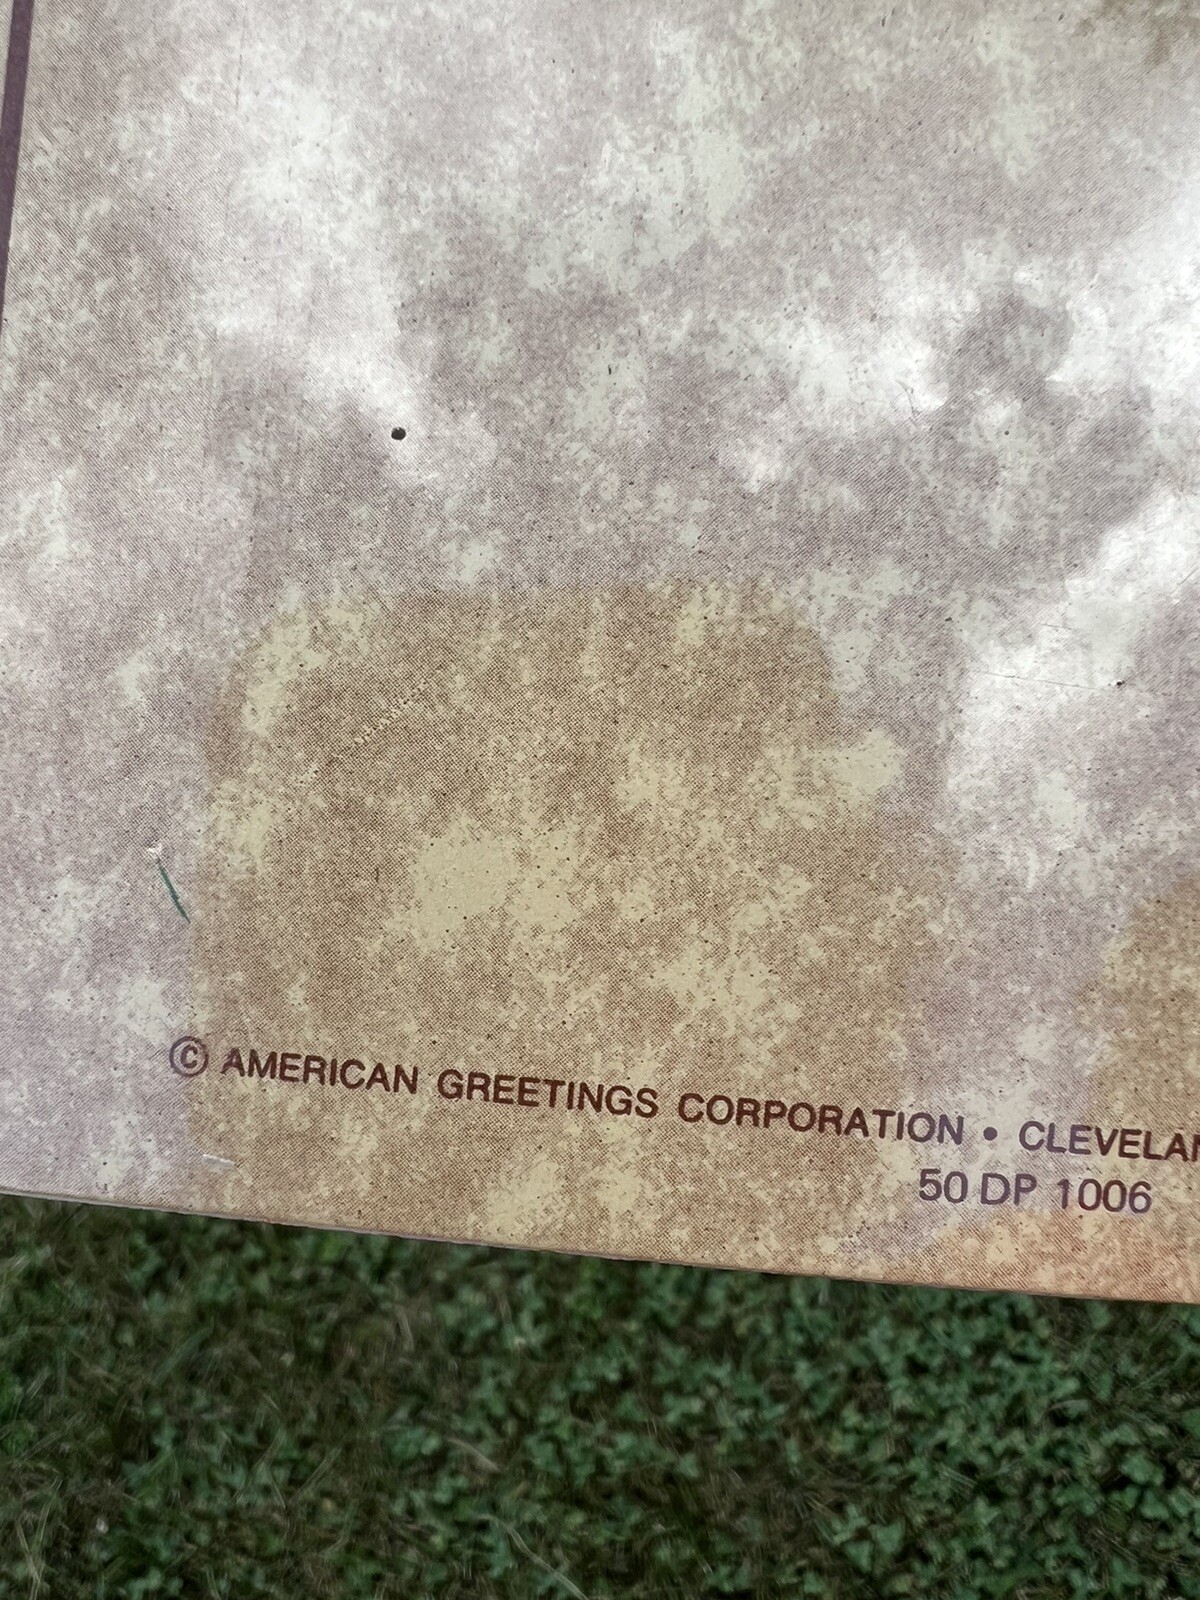 © AMERICAN GREETINGS CORPORATION • CLEVELAN
50 DP 1006